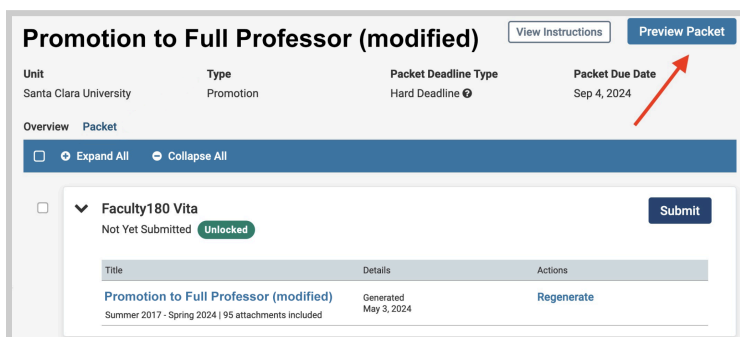 Promotion to Full Professor (modified) View Instructions Preview Packet
Unit Type Packet Deadline Type Packet Due Date
Santa Clara University Promotion Hard Deadline Sep 4, 2024
Overview Packet
Expand All Collapse All
Faculty180 Vita Submit
Not Yet Submitted Unlocked
Title Details Actions
Promotion to Full Professor (modified) Generated Regenerate
Summer 2017 - Spring 2024 | 95 attachments included May 3, 2024